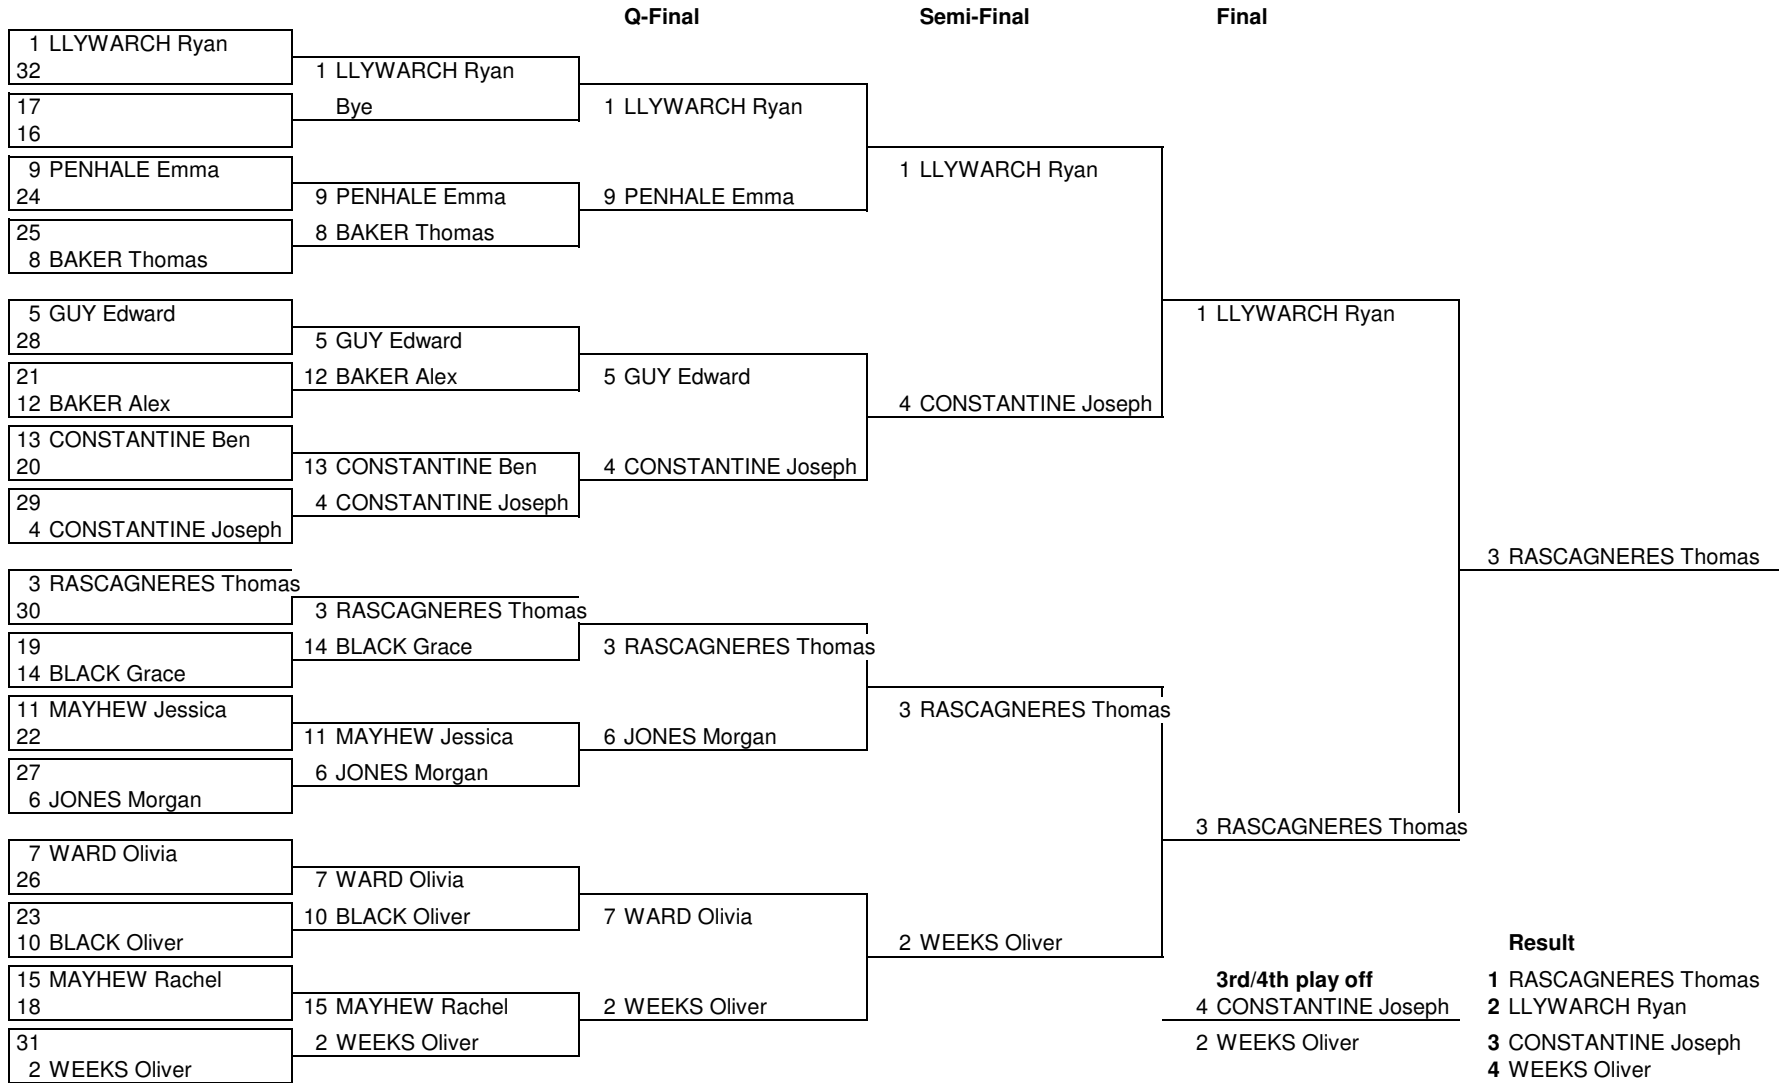 Q-Final Semi-Final Final
1 LLYWARCH Ryan
32
17
16
9 PENHALE Emma
24
25
8 BAKER Thomas
5 GUY Edward
28
21
12 BAKER Alex
13 CONSTANTINE Ben
20
29
4 CONSTANTINE Joseph
3 RASCAGNERES Thomas
30
19
14 BLACK Grace
11 MAYHEW Jessica
22
27
6 JONES Morgan
7 WARD Olivia
26
23
10 BLACK Oliver
15 MAYHEW Rachel
18
31
2 WEEKS Oliver
1 LLYWARCH Ryan
Bye
9 PENHALE Emma
8 BAKER Thomas
5 GUY Edward
12 BAKER Alex
13 CONSTANTINE Ben
4 CONSTANTINE Joseph
3 RASCAGNERES Thomas
14 BLACK Grace
11 MAYHEW Jessica
6 JONES Morgan
7 WARD Olivia
10 BLACK Oliver
15 MAYHEW Rachel
2 WEEKS Oliver
1 LLYWARCH Ryan
9 PENHALE Emma
5 GUY Edward
4 CONSTANTINE Joseph
3 RASCAGNERES Thomas
6 JONES Morgan
7 WARD Olivia
2 WEEKS Oliver
1 LLYWARCH Ryan
4 CONSTANTINE Joseph
3 RASCAGNERES Thomas
2 WEEKS Oliver
1 LLYWARCH Ryan
3 RASCAGNERES Thomas
3rd/4th play off
4 CONSTANTINE Joseph
2 WEEKS Oliver
3 RASCAGNERES Thomas
Result
1 RASCAGNERES Thomas
2 LLYWARCH Ryan
3 CONSTANTINE Joseph
4 WEEKS Oliver